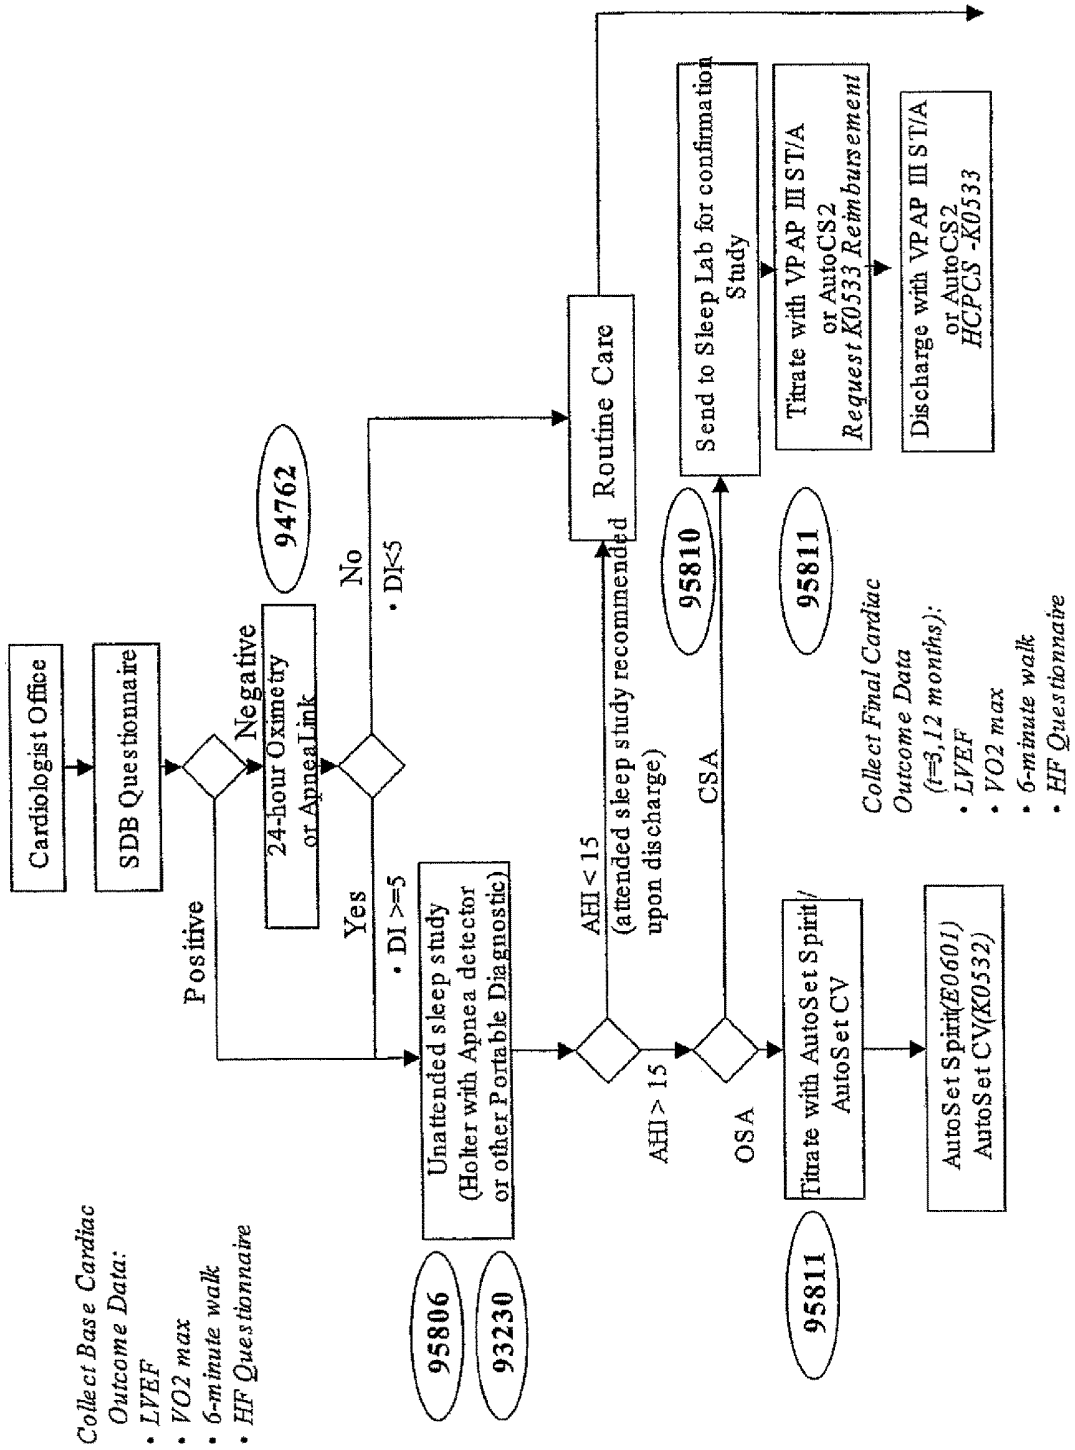 Collect Base Cardiac
Outcome Data:
• LVEF
• VO2 max
• 6-minute walk
• HF Questionnaire
Cardiologist Office
SDB Questionnaire
Positive
Negative
24-hour Oximetry
or ApneaLink
94762
Yes
• DI >=5
No
• DI<5
95806
93230
Unattended sleep study
(Holter with Apnea detector
or other Portable Diagnostic)
AHI < 15
(attended sleep study recommended
upon discharge)
Routine Care
AHI > 15
OSA
CSA
95810
Send to Sleep Lab for confirmation
Study
95811
Titrate with VPAP III ST/A
or AutoCS2
Request K0533 Reimbursement
Discharge with VPAP III ST/A
or AutoCS2
HCPCS -K0533
95811
Titrate with AutoSet Spirit/
AutoSet CV
AutoSet Spirit(E0601)
AutoSet CV(K0532)
Collect Final Cardiac
Outcome Data
(t=3,12 months):
• LVEF
• VO2 max
• 6-minute walk
• HF Questionnaire